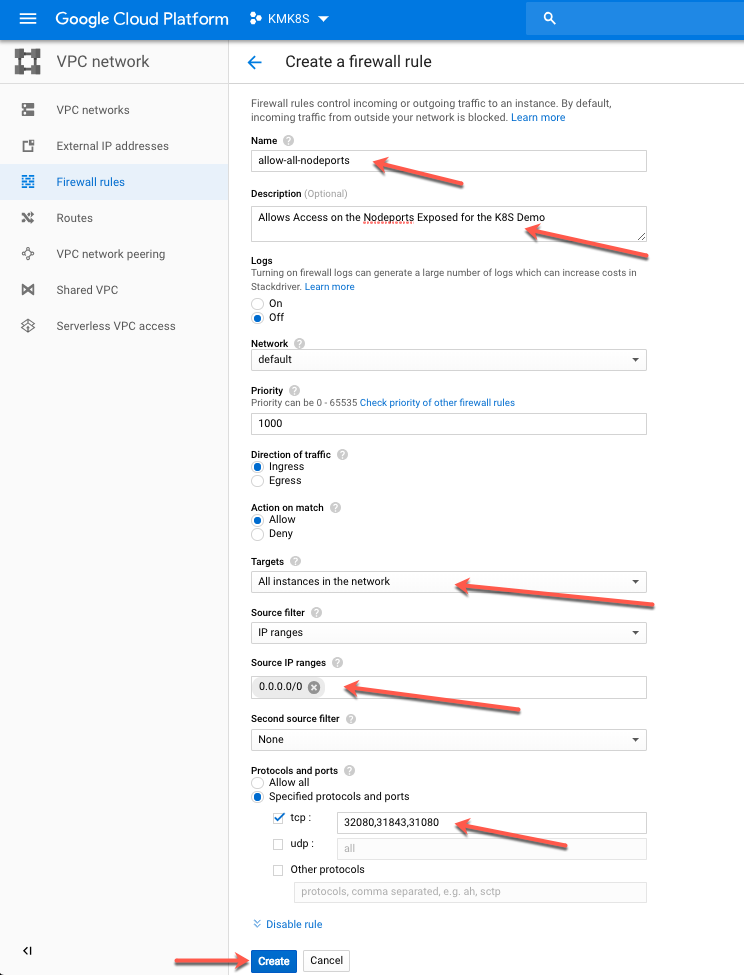 Google Cloud Platform
KMK8S
VPC network
Create a firewall rule
VPC networks
External IP addresses
Firewall rules
Routes
VPC network peering
Shared VPC
Serverless VPC access
Firewall rules control incoming or outgoing traffic to an instance. By default,
incoming traffic from outside your network is blocked. Learn more
Name ?
allow-all-nodeports
Description (Optional)
Allows Access on the Nodeports Exposed for the K8S Demo
Logs
Turning on firewall logs can generate a large number of logs which can increase costs in
Stackdriver. Learn more
On
Off
Network ?
default
Priority ?
Priority can be 0 - 65535 Check priority of other firewall rules
1000
Direction of traffic ?
Ingress
Egress
Action on match ?
Allow
Deny
Targets ?
All instances in the network
Source filter ?
IP ranges
Source IP ranges ?
0.0.0.0/0
Second source filter ?
None
Protocols and ports ?
Allow all
Specified protocols and ports
tcp : 32080,31843,31080
udp : all
Other protocols
protocols, comma separated, e.g. ah, sctp
Disable rule
Create Cancel